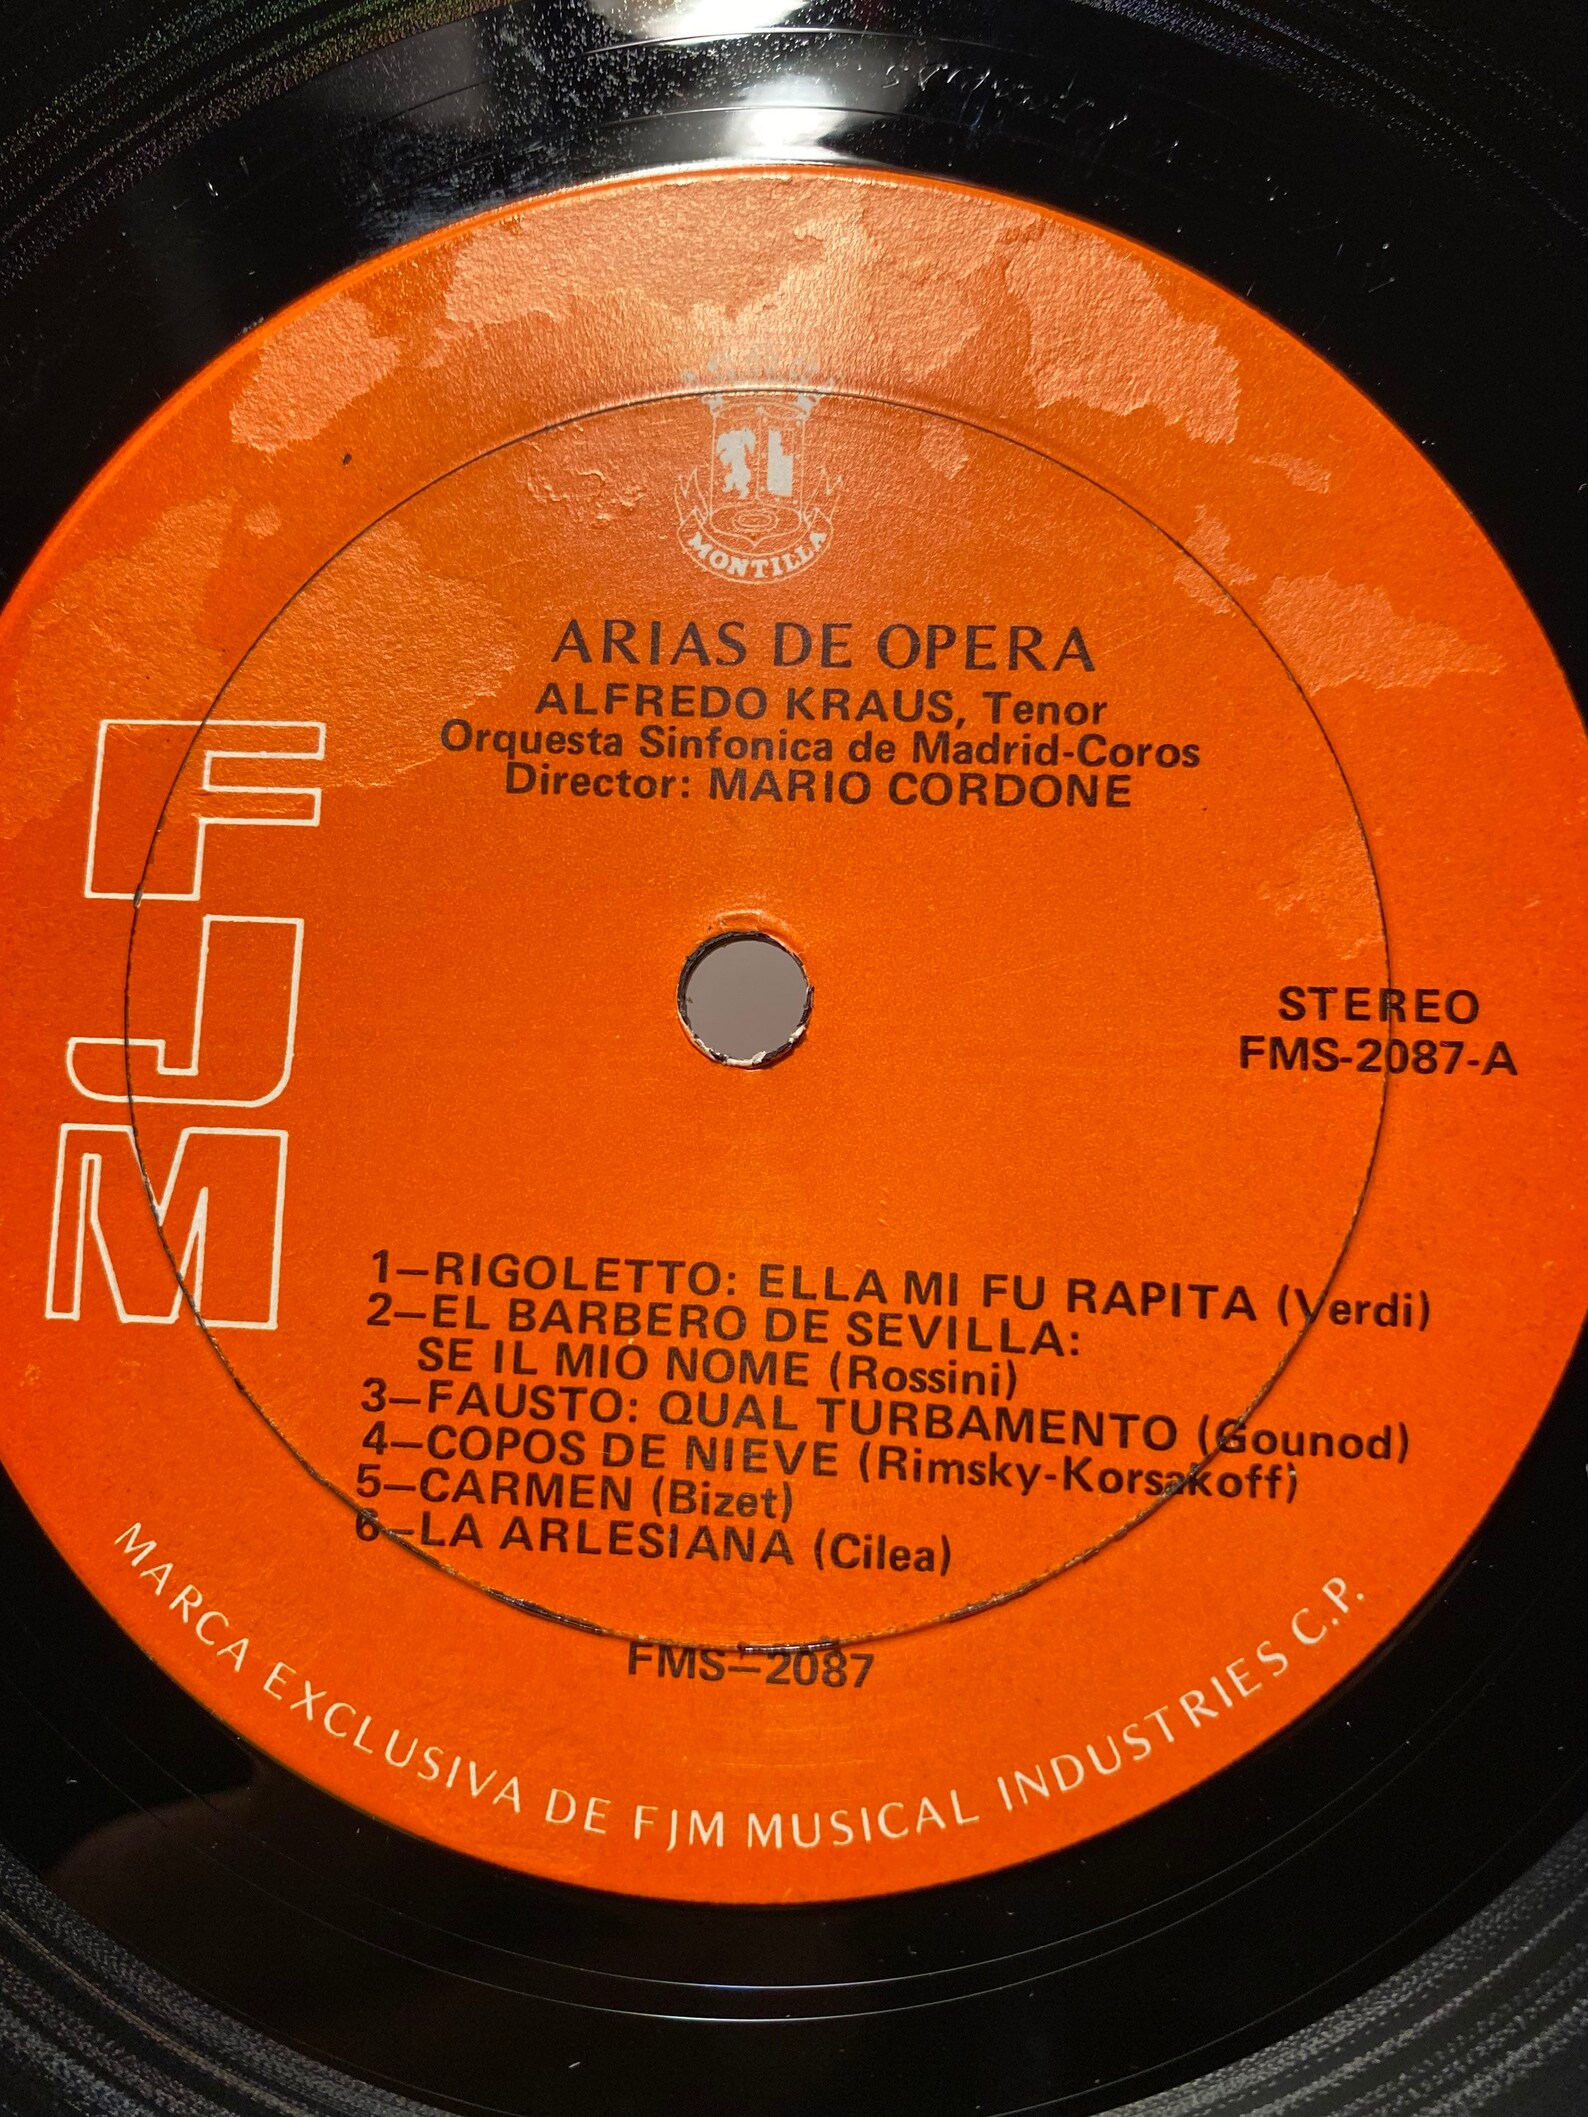 MONTILLA
ARIAS DE OPERA
ALFREDO KRAUS, Tenor
Orquesta Sinfonica de Madrid-Coros
Director: MARIO CORDONE
FJM
STEREO
FMS-2087-A
1—RIGOLETTO: ELLA MI FU RAPITA (Verdi)
2—EL BARBERO DE SEVILLA:
SE IL MIO NOME (Rossini)
3—FAUSTO: QUAL TURBAMENTO (Gounod)
4—COPOS DE NIEVE (Rimsky-Korsakoff)
5—CARMEN (Bizet)
6—LA ARLESIANA (Cilea)
FMS—2087
MARCA EXCLUSIVA DE FJM MUSICAL INDUSTRIES C.P.